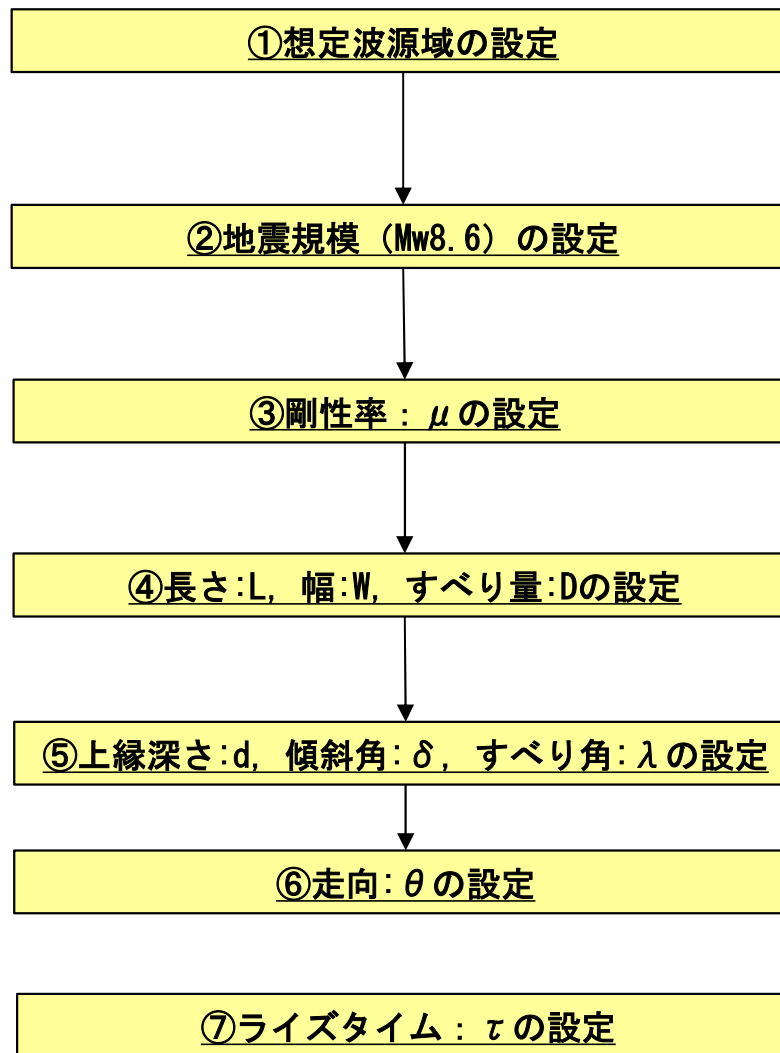 ①想定波源域の設定
②地震規模（Mw8.6）の設定
③剛性率：μの設定
④長さ:L, 幅:W, すべり量:Dの設定
⑤上縁深さ:d, 傾斜角:δ, すべり角:λの設定
⑥走向:θの設定
⑦ライズタイム：τの設定